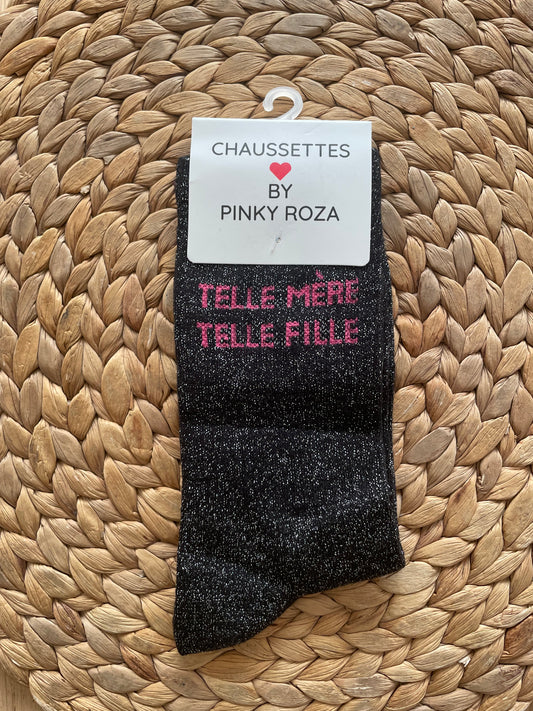 CHAUSSETTES
BY
PINKY ROZA
TELLE MÈRE
TELLE FILLE